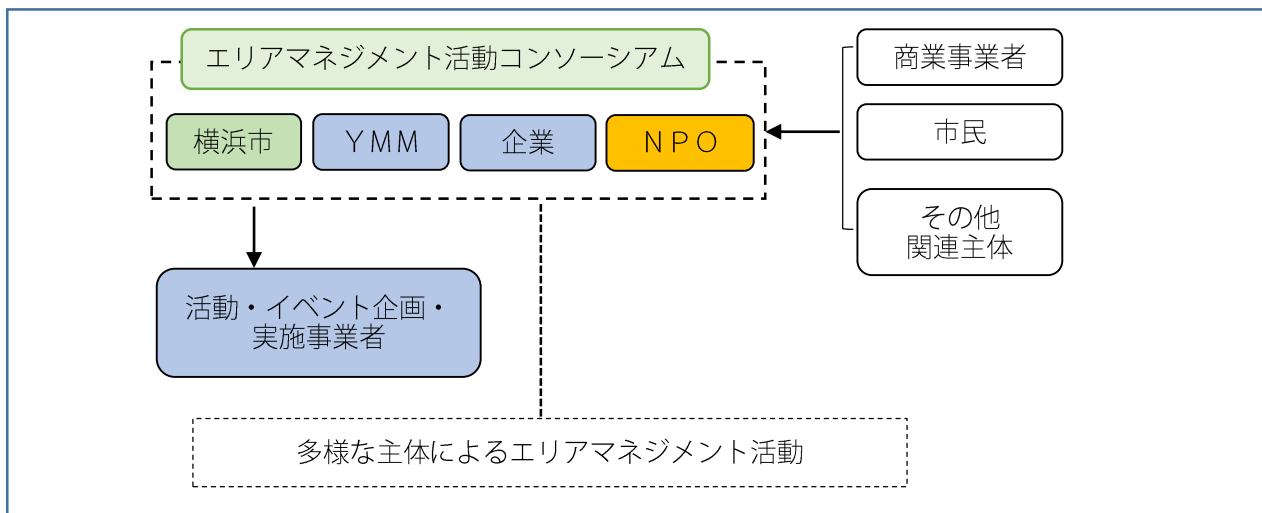 エリアマネジメント活動コンソーシアム
横浜市
ＹＭＭ
企業
ＮＰＯ
商業事業者
市民
その他
関連主体
活動・イベント企画・
実施事業者
多様な主体によるエリアマネジメント活動